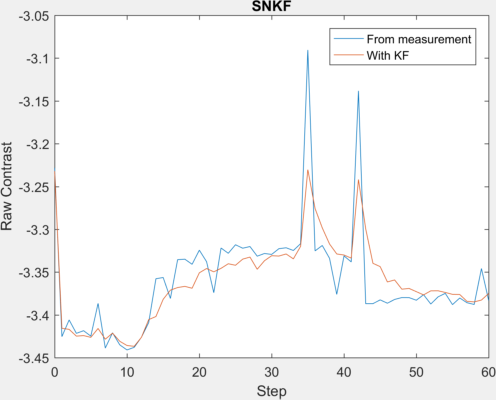 SNKF
-3.05
-3.1
-3.15
-3.2
-3.25
-3.3
-3.35
-3.4
-3.45
Raw Contrast
From measurement
With KF
0 10 20 30 40 50 60
Step